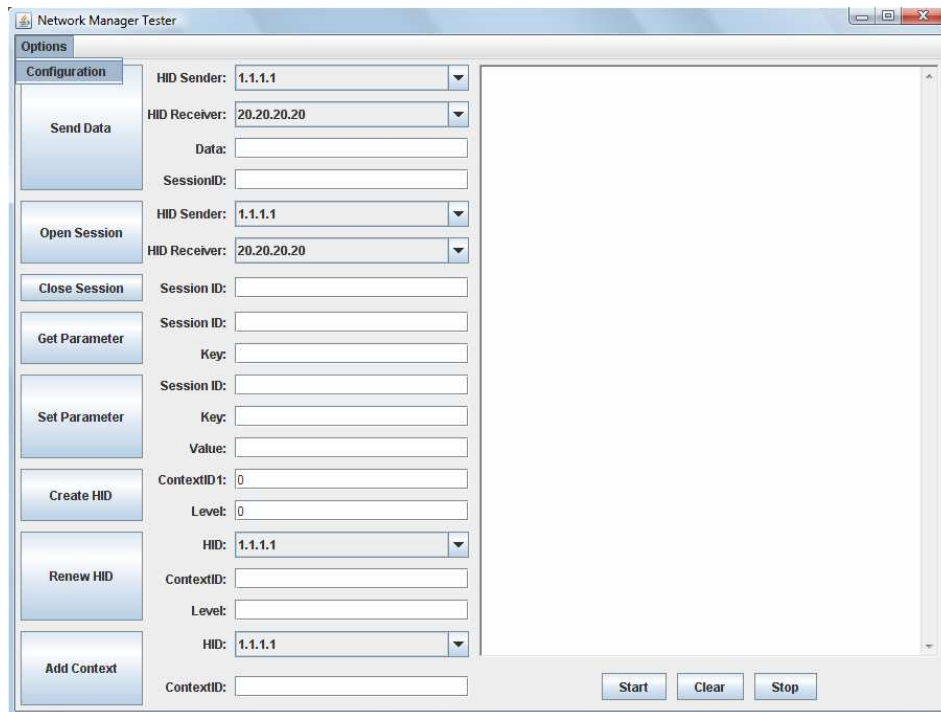 Network Manager Tester
Options
Configuration
Send Data
HID Sender: 1.1.1.1
HID Receiver: 20.20.20.20
Data:
SessionID:
Open Session
HID Sender: 1.1.1.1
HID Receiver: 20.20.20.20
Close Session
Session ID:
Get Parameter
Session ID:
Key:
Set Parameter
Session ID:
Key:
Value:
Create HID
ContextID1: 0
Level: 0
Renew HID
HID: 1.1.1.1
ContextID:
Level:
Add Context
HID: 1.1.1.1
ContextID:
Start Clear Stop